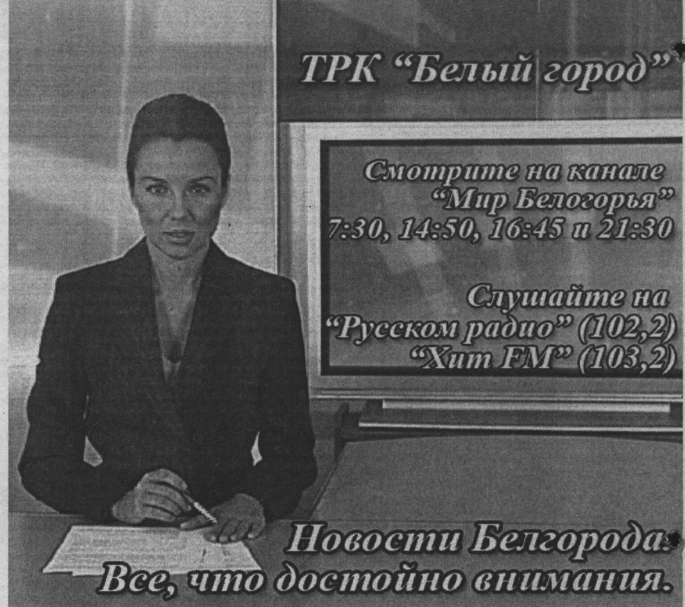 ТРК “Белый город”
Смотрите на канале
“Мир Белогорья”
7:30, 14:50, 16:45 и 21:30
Слушайте на
“Русском радио” (102,2)
“Хит FM” (103,2)
Новости Белгорода.
Все, что достойно внимания.